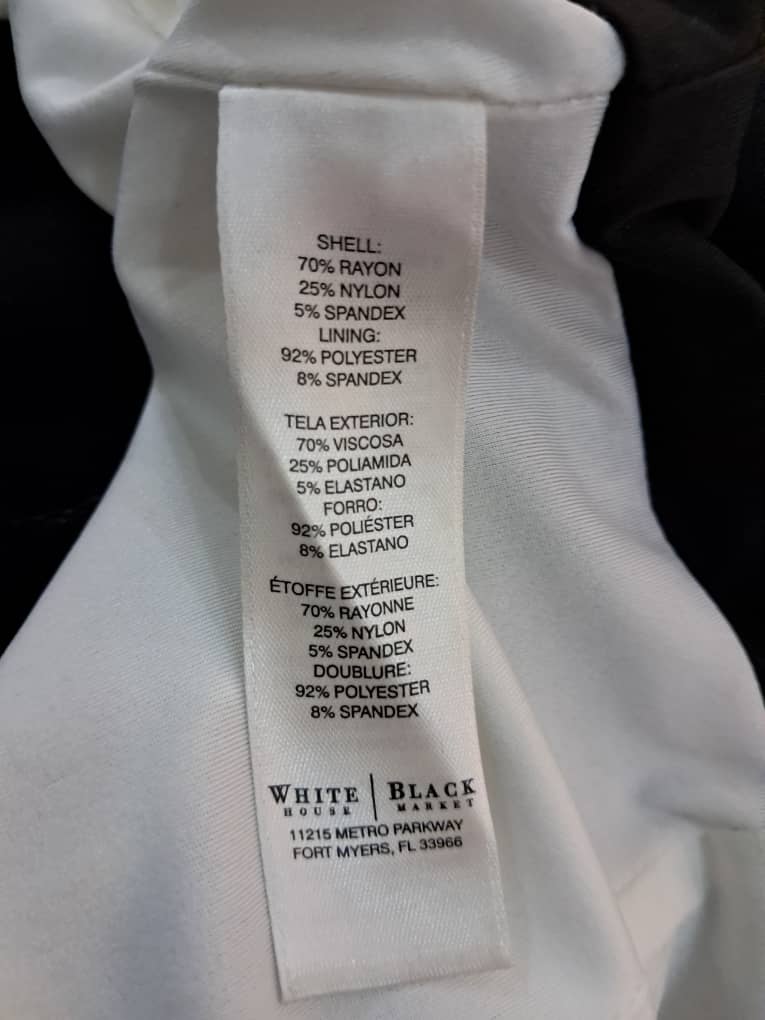 SHELL:
70% RAYON
25% NYLON
5% SPANDEX
LINING:
92% POLYESTER
8% SPANDEX
TELA EXTERIOR:
70% VISCOSA
25% POLIAMIDA
5% ELASTANO
FORRO:
92% POLIÉSTER
8% ELASTANO
ÉTOFFE EXTÉRIEURE:
70% RAYONNE
25% NYLON
5% SPANDEX
DOUBLURE:
92% POLYESTER
8% SPANDEX
WHITE | BLACK
HOUSE | MARKET
11215 METRO PARKWAY
FORT MYERS, FL 33966